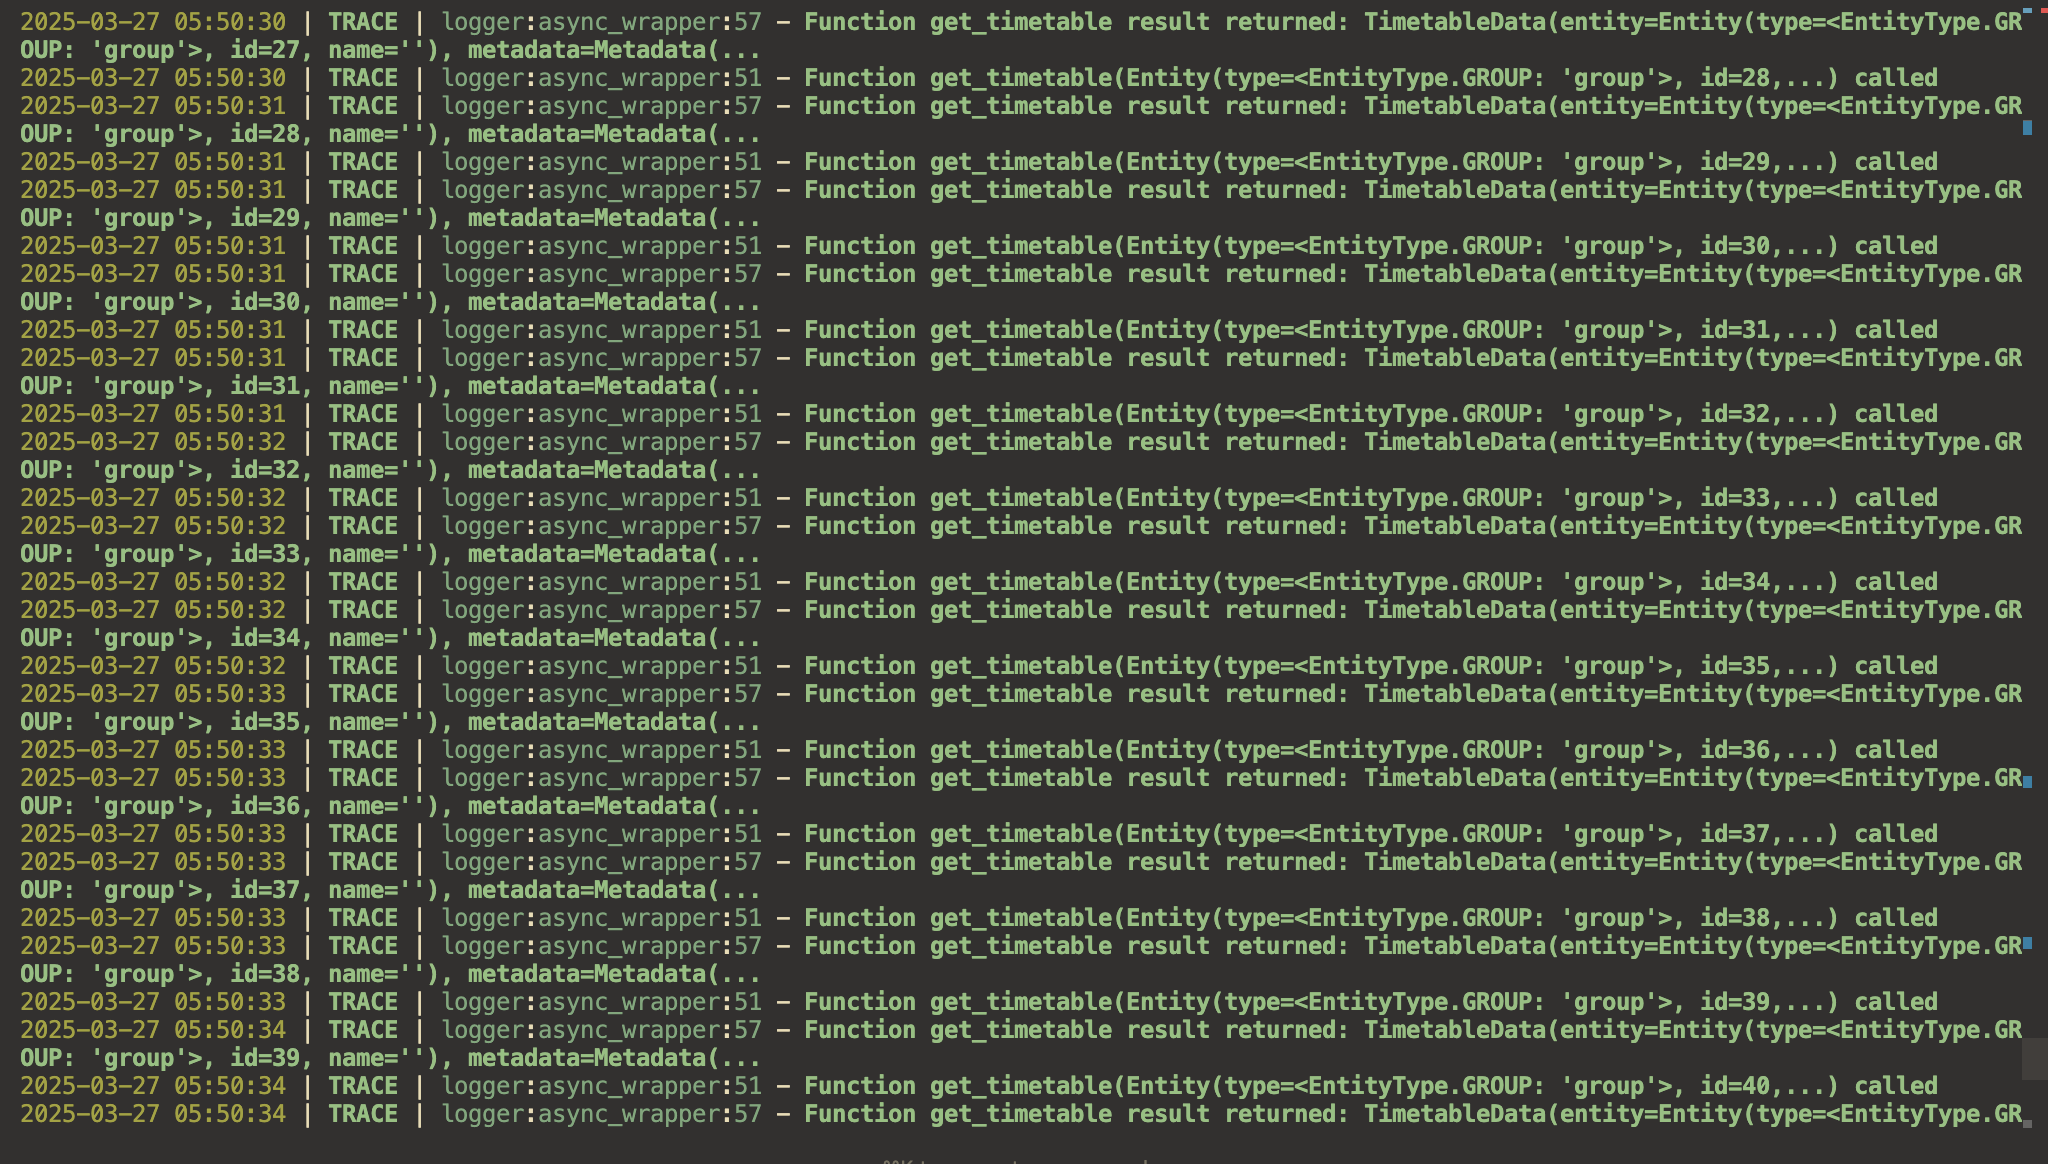 2025-03-27 05:50:30 | TRACE | logger:async_wrapper:57 – Function get_timetable result returned: TimetableData(entity=Entity(type=<EntityType.GR
OUP: 'group'>, id=27, name=''), metadata=Metadata(...
2025-03-27 05:50:30 | TRACE | logger:async_wrapper:51 – Function get_timetable(Entity(type=<EntityType.GROUP: 'group'>, id=28,....) called
2025-03-27 05:50:31 | TRACE | logger:async_wrapper:57 – Function get_timetable result returned: TimetableData(entity=Entity(type=<EntityType.GR
OUP: 'group'>, id=28, name=''), metadata=Metadata(...
2025-03-27 05:50:31 | TRACE | logger:async_wrapper:51 – Function get_timetable(Entity(type=<EntityType.GROUP: 'group'>, id=29,....) called
2025-03-27 05:50:31 | TRACE | logger:async_wrapper:57 – Function get_timetable result returned: TimetableData(entity=Entity(type=<EntityType.GR
OUP: 'group'>, id=29, name=''), metadata=Metadata(...
2025-03-27 05:50:31 | TRACE | logger:async_wrapper:51 – Function get_timetable(Entity(type=<EntityType.GROUP: 'group'>, id=30,....) called
2025-03-27 05:50:31 | TRACE | logger:async_wrapper:57 – Function get_timetable result returned: TimetableData(entity=Entity(type=<EntityType.GR
OUP: 'group'>, id=30, name=''), metadata=Metadata(...
2025-03-27 05:50:31 | TRACE | logger:async_wrapper:51 – Function get_timetable(Entity(type=<EntityType.GROUP: 'group'>, id=31,....) called
2025-03-27 05:50:31 | TRACE | logger:async_wrapper:57 – Function get_timetable result returned: TimetableData(entity=Entity(type=<EntityType.GR
OUP: 'group'>, id=31, name=''), metadata=Metadata(...
2025-03-27 05:50:31 | TRACE | logger:async_wrapper:51 – Function get_timetable(Entity(type=<EntityType.GROUP: 'group'>, id=32,....) called
2025-03-27 05:50:32 | TRACE | logger:async_wrapper:57 – Function get_timetable result returned: TimetableData(entity=Entity(type=<EntityType.GR
OUP: 'group'>, id=32, name=''), metadata=Metadata(...
2025-03-27 05:50:32 | TRACE | logger:async_wrapper:51 – Function get_timetable(Entity(type=<EntityType.GROUP: 'group'>, id=33,....) called
2025-03-27 05:50:32 | TRACE | logger:async_wrapper:57 – Function get_timetable result returned: TimetableData(entity=Entity(type=<EntityType.GR
OUP: 'group'>, id=33, name=''), metadata=Metadata(...
2025-03-27 05:50:32 | TRACE | logger:async_wrapper:51 – Function get_timetable(Entity(type=<EntityType.GROUP: 'group'>, id=34,....) called
2025-03-27 05:50:32 | TRACE | logger:async_wrapper:57 – Function get_timetable result returned: TimetableData(entity=Entity(type=<EntityType.GR
OUP: 'group'>, id=34, name=''), metadata=Metadata(...
2025-03-27 05:50:32 | TRACE | logger:async_wrapper:51 – Function get_timetable(Entity(type=<EntityType.GROUP: 'group'>, id=35,....) called
2025-03-27 05:50:33 | TRACE | logger:async_wrapper:57 – Function get_timetable result returned: TimetableData(entity=Entity(type=<EntityType.GR
OUP: 'group'>, id=35, name=''), metadata=Metadata(...
2025-03-27 05:50:33 | TRACE | logger:async_wrapper:51 – Function get_timetable(Entity(type=<EntityType.GROUP: 'group'>, id=36,....) called
2025-03-27 05:50:33 | TRACE | logger:async_wrapper:57 – Function get_timetable result returned: TimetableData(entity=Entity(type=<EntityType.GR
OUP: 'group'>, id=36, name=''), metadata=Metadata(...
2025-03-27 05:50:33 | TRACE | logger:async_wrapper:51 – Function get_timetable(Entity(type=<EntityType.GROUP: 'group'>, id=37,....) called
2025-03-27 05:50:33 | TRACE | logger:async_wrapper:57 – Function get_timetable result returned: TimetableData(entity=Entity(type=<EntityType.GR
OUP: 'group'>, id=37, name=''), metadata=Metadata(...
2025-03-27 05:50:33 | TRACE | logger:async_wrapper:51 – Function get_timetable(Entity(type=<EntityType.GROUP: 'group'>, id=38,....) called
2025-03-27 05:50:33 | TRACE | logger:async_wrapper:57 – Function get_timetable result returned: TimetableData(entity=Entity(type=<EntityType.GR
OUP: 'group'>, id=38, name=''), metadata=Metadata(...
2025-03-27 05:50:33 | TRACE | logger:async_wrapper:51 – Function get_timetable(Entity(type=<EntityType.GROUP: 'group'>, id=39,....) called
2025-03-27 05:50:34 | TRACE | logger:async_wrapper:57 – Function get_timetable result returned: TimetableData(entity=Entity(type=<EntityType.GR
OUP: 'group'>, id=39, name=''), metadata=Metadata(...
2025-03-27 05:50:34 | TRACE | logger:async_wrapper:51 – Function get_timetable(Entity(type=<EntityType.GROUP: 'group'>, id=40,....) called
2025-03-27 05:50:34 | TRACE | logger:async_wrapper:57 – Function get_timetable result returned: TimetableData(entity=Entity(type=<EntityType.GR